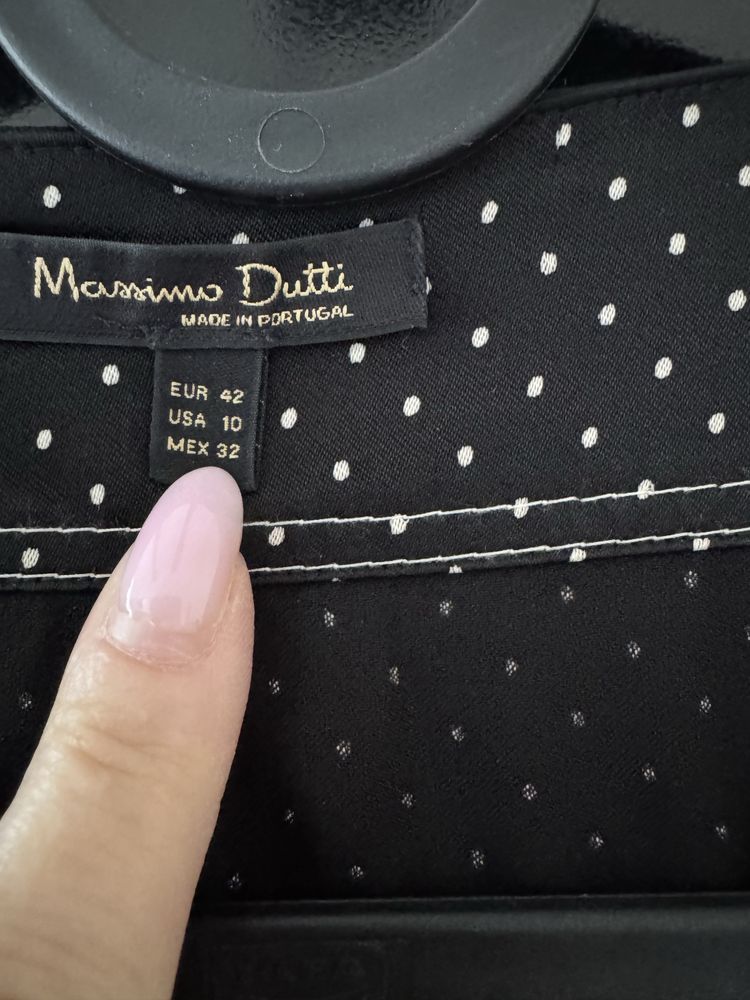 Massimo Dutti
MADE IN PORTUGAL
EUR 42
USA 10
MEX 32